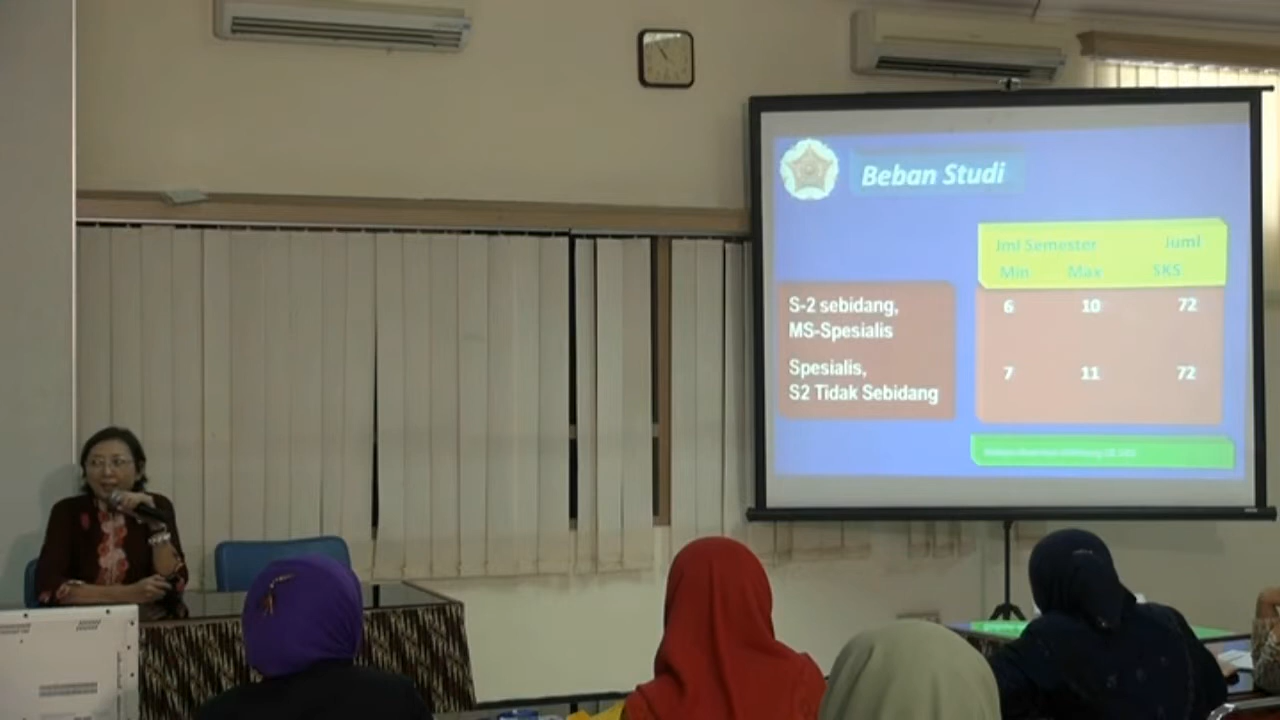 Beban Studi
Jml Semester Juml
Min Max SKS
S-2 sebidang, 6 10 72
MS-Spesialis
Spesialis, 7 11 72
S2 Tidak Sebidang